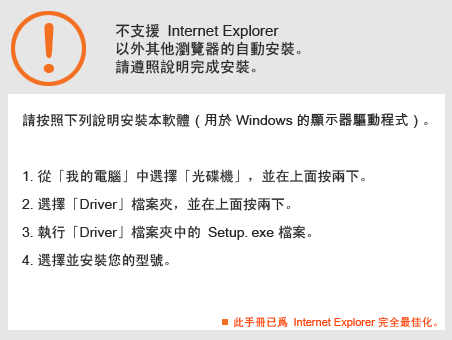 不支援 Internet Explorer
以外其他瀏覽器的自動安裝。
請遵照說明完成安裝。
請按照下列說明安裝本軟體（用於 Windows 的顯示器驅動程式）。
1. 從「我的電腦」中選擇「光碟機」，並在上面按兩下。
2. 選擇「Driver」檔案夾，並在上面按兩下。
3. 執行「Driver」檔案夾中的 Setup. exe 檔案。
4. 選擇並安裝您的型號。
■ 此手冊已爲 Internet Explorer 完全最佳化。